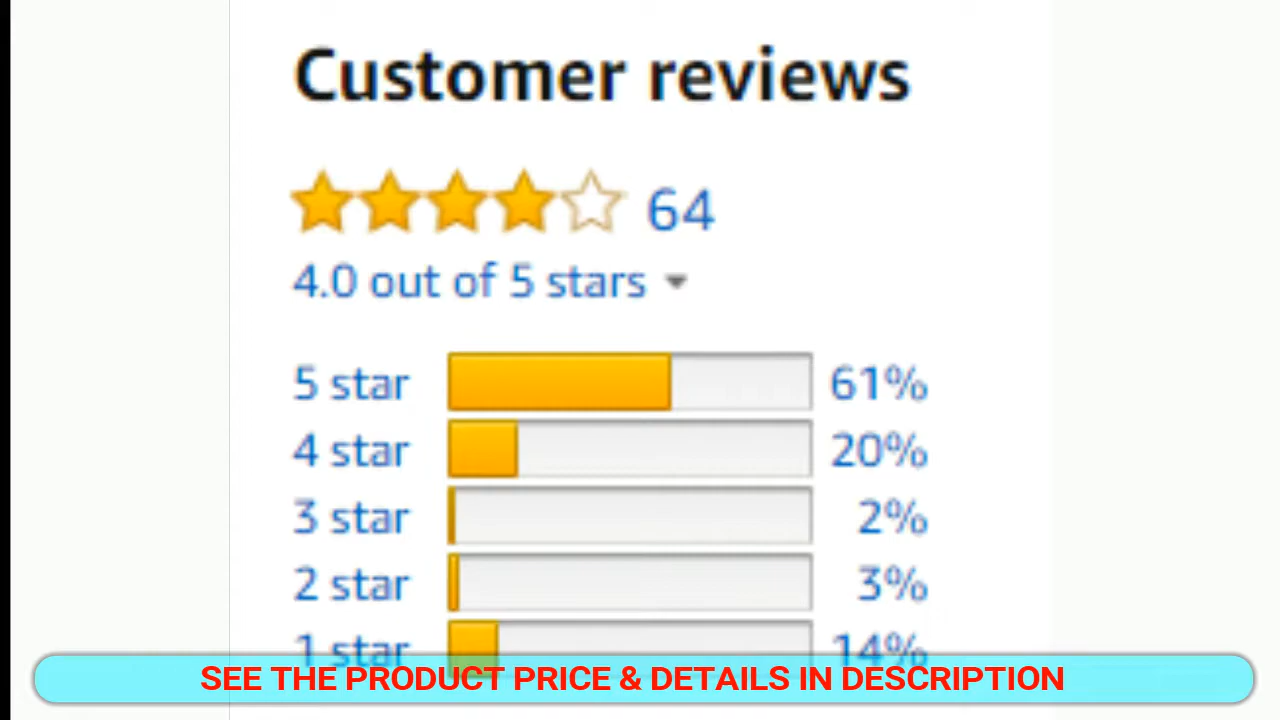 Customer reviews
64
4.0 out of 5 stars
5 star 61%
4 star 20%
3 star 2%
2 star 3%
1 star 14%
SEE THE PRODUCT PRICE & DETAILS IN DESCRIPTION